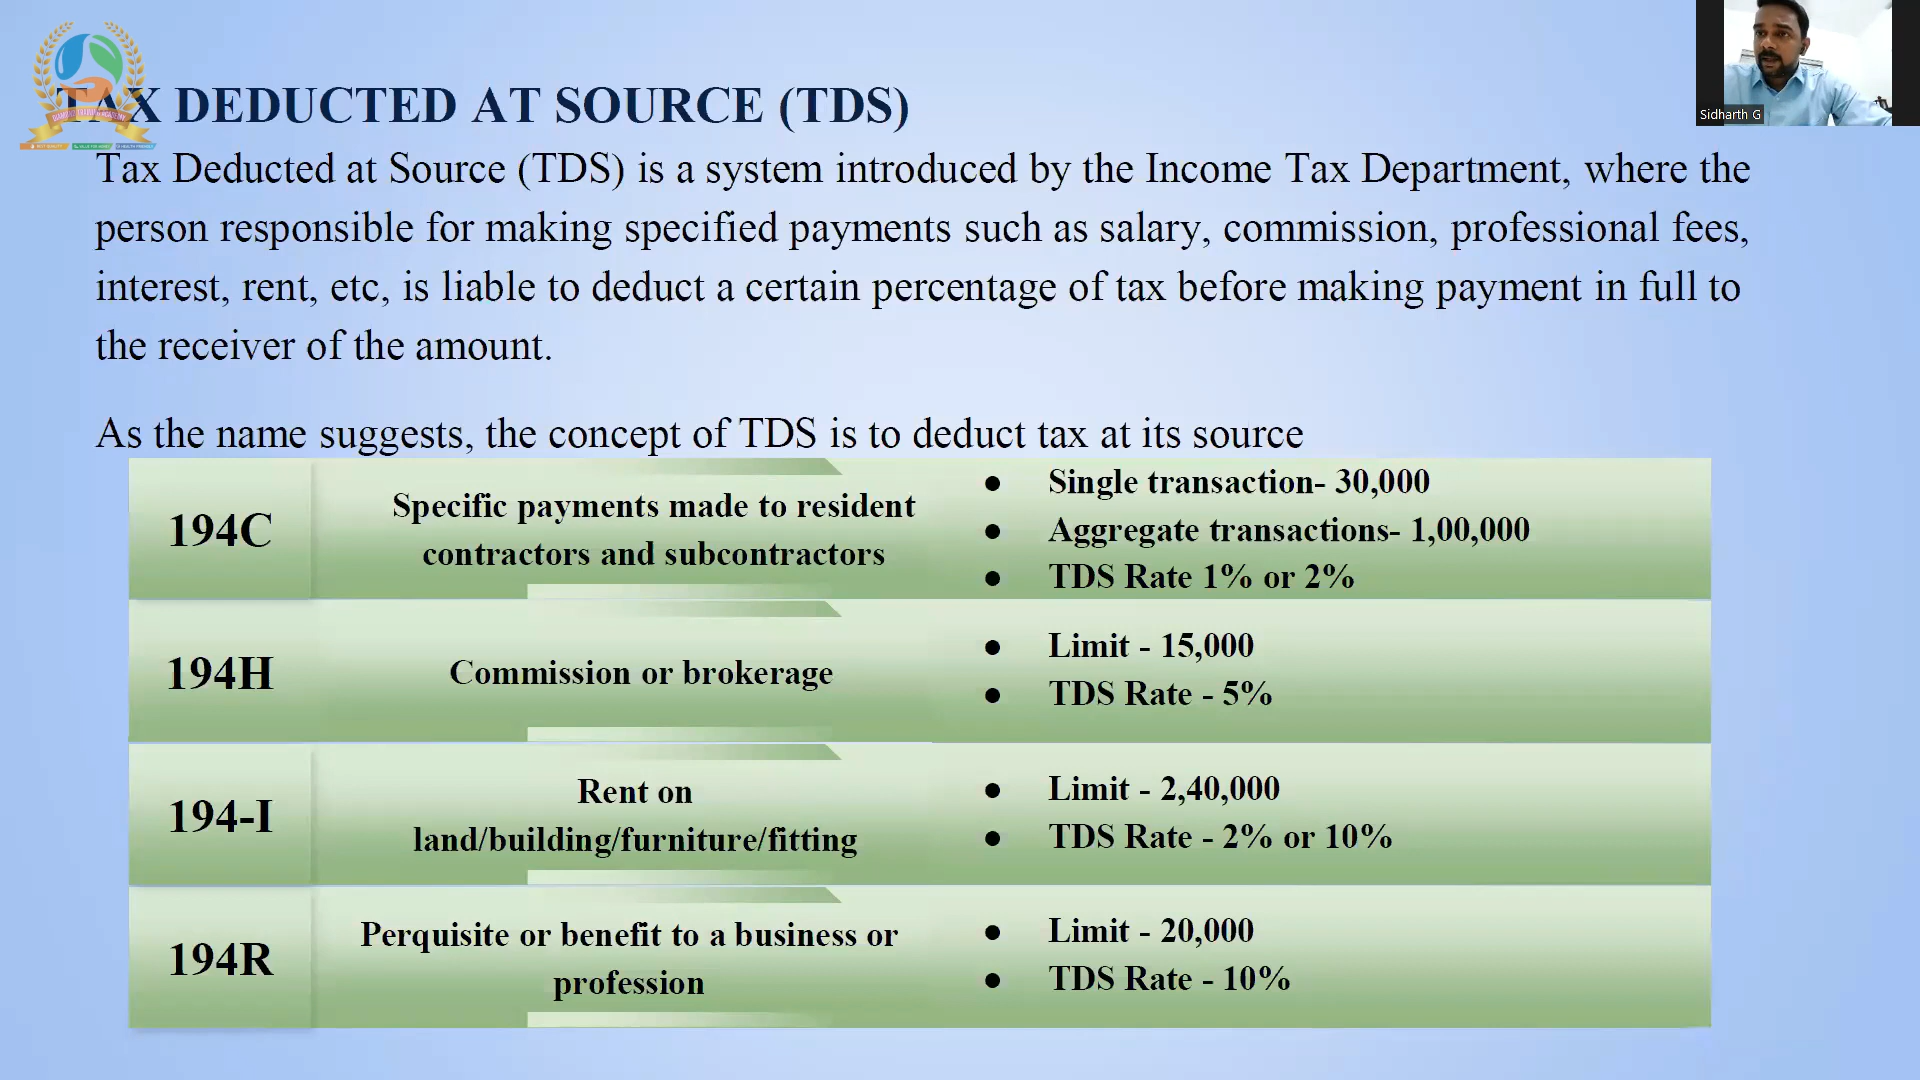 TAX DEDUCTED AT SOURCE (TDS)
Sidharth G
Tax Deducted at Source (TDS) is a system introduced by the Income Tax Department, where the
person responsible for making specified payments such as salary, commission, professional fees,
interest, rent, etc, is liable to deduct a certain percentage of tax before making payment in full to
the receiver of the amount.
As the name suggests, the concept of TDS is to deduct tax at its source
194C
Specific payments made to resident
contractors and subcontractors
● Single transaction- 30,000
● Aggregate transactions- 1,00,000
● TDS Rate 1% or 2%
194H
Commission or brokerage
● Limit - 15,000
● TDS Rate - 5%
194-I
Rent on
land/building/furniture/fitting
● Limit - 2,40,000
● TDS Rate - 2% or 10%
194R
Perquisite or benefit to a business or
profession
● Limit - 20,000
● TDS Rate - 10%